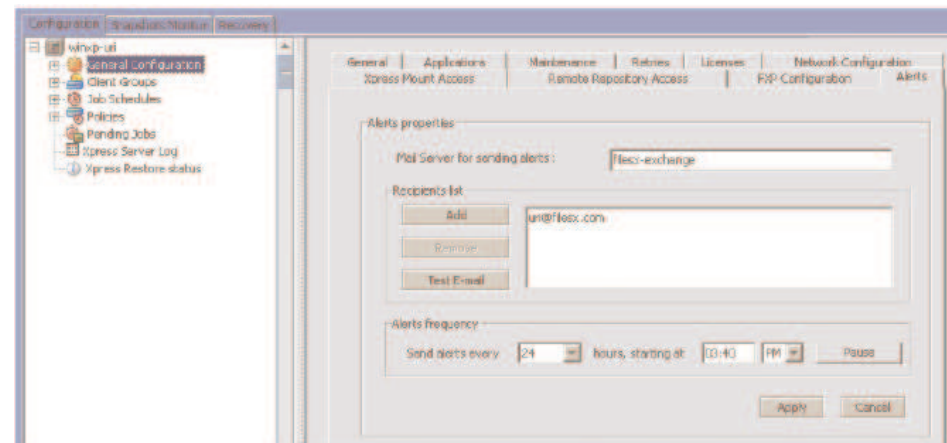 Configuration Snapshots Monitor Recovery
winxp-uri
General Configuration
Client Groups
Job Schedules
Policies
Pending Jobs
Xpress Server Log
Xpress Restore status
General Applications Maintenance Retries Licenses Network Configuration
Xpress Mount Access Remote Repository Access FXP Configuration Alerts
Alerts properties
Mail Server for sending alerts :
filesx-exchange
Recipients list
Add
uri@filesx.com
Remove
Test E-mail
Alerts frequency
Send alerts every 24 hours, starting at 03:40 PM Pause
Apply Cancel